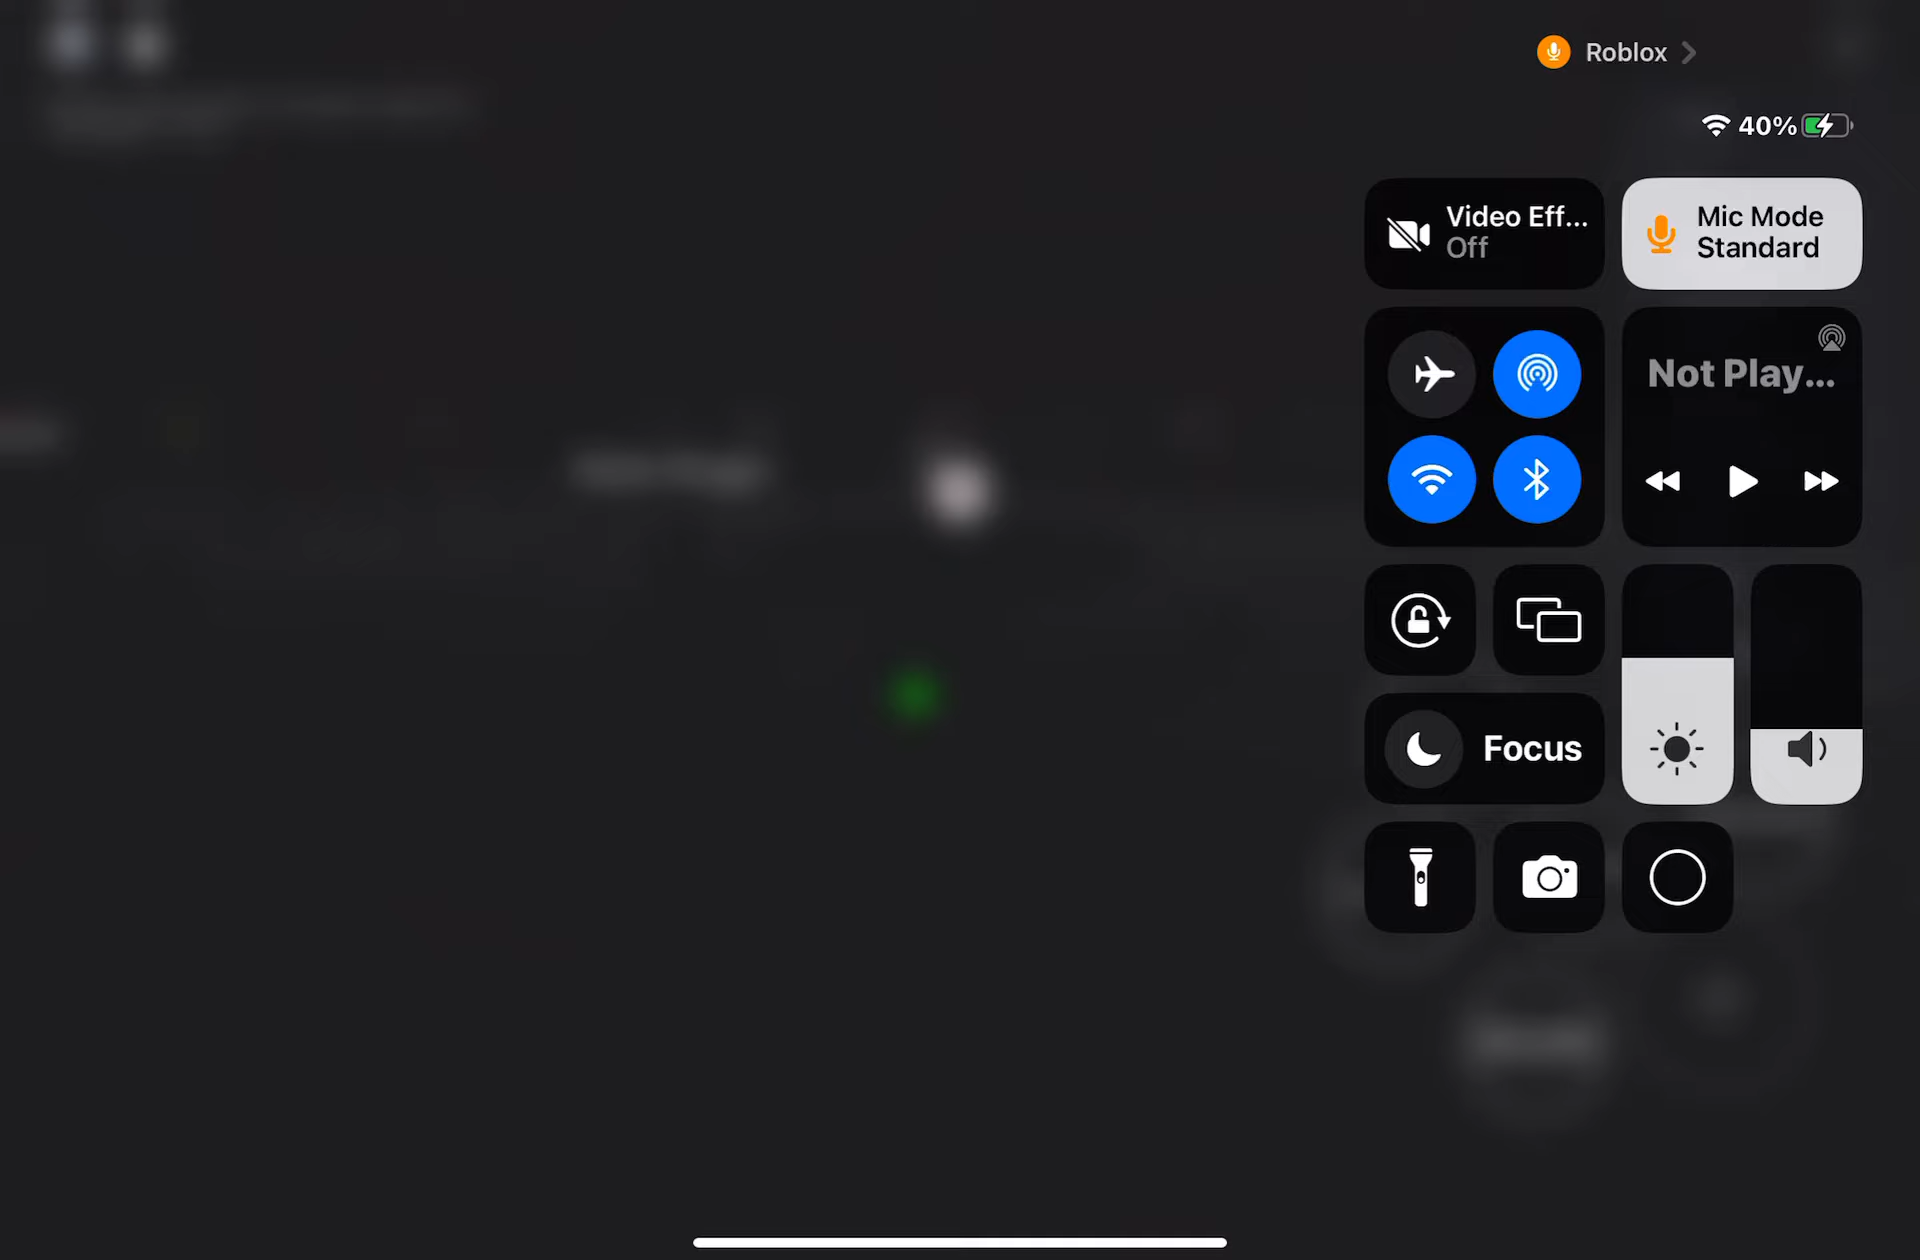 Roblox
40%
Video Eff...
Off
Mic Mode
Standard
Not Play...
Focus